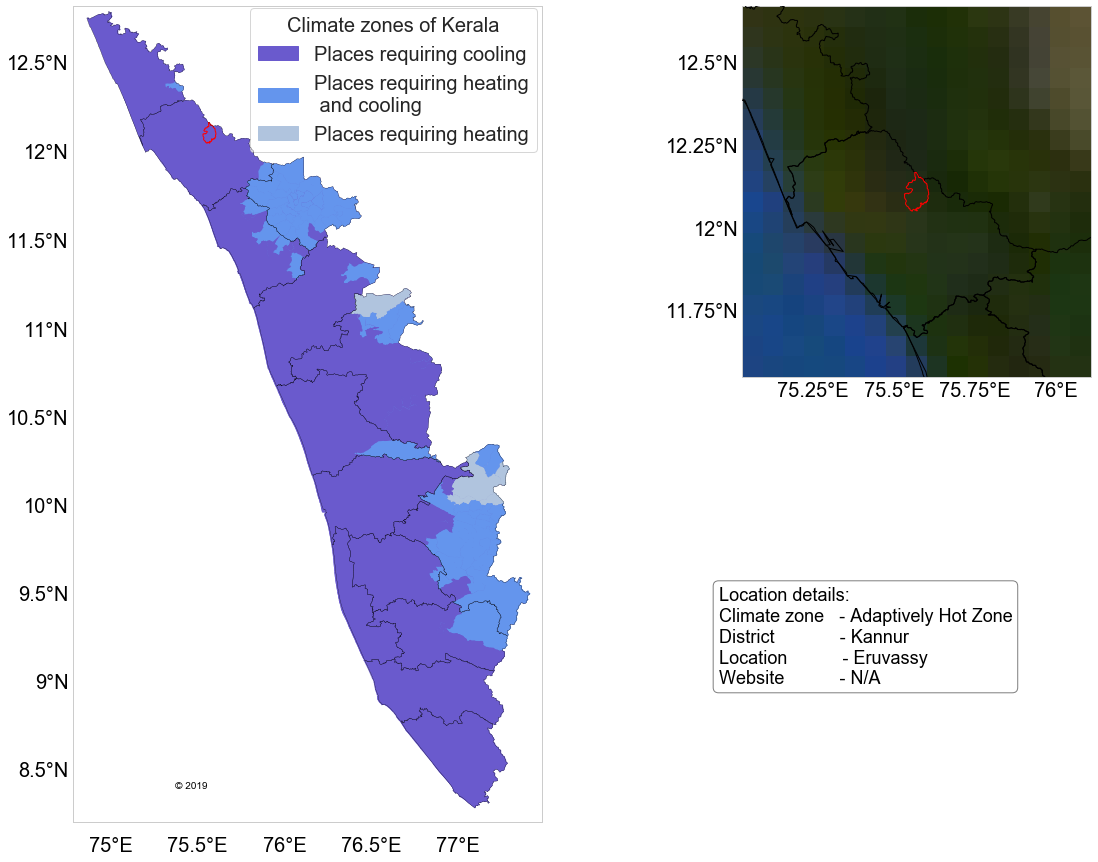 Climate zones of Kerala
Places requiring cooling
Places requiring heating
and cooling
Places requiring heating
12.5°N
12°N
11.5°N
11°N
10.5°N
10°N
9.5°N
9°N
8.5°N
75°E 75.5°E 76°E 76.5°E 77°E
© 2019
12.5°N
12.25°N
12°N
11.75°N
75.25°E 75.5°E 75.75°E 76°E
Location details:
Climate zone - Adaptively Hot Zone
District - Kannur
Location - Eruvassy
Website - N/A